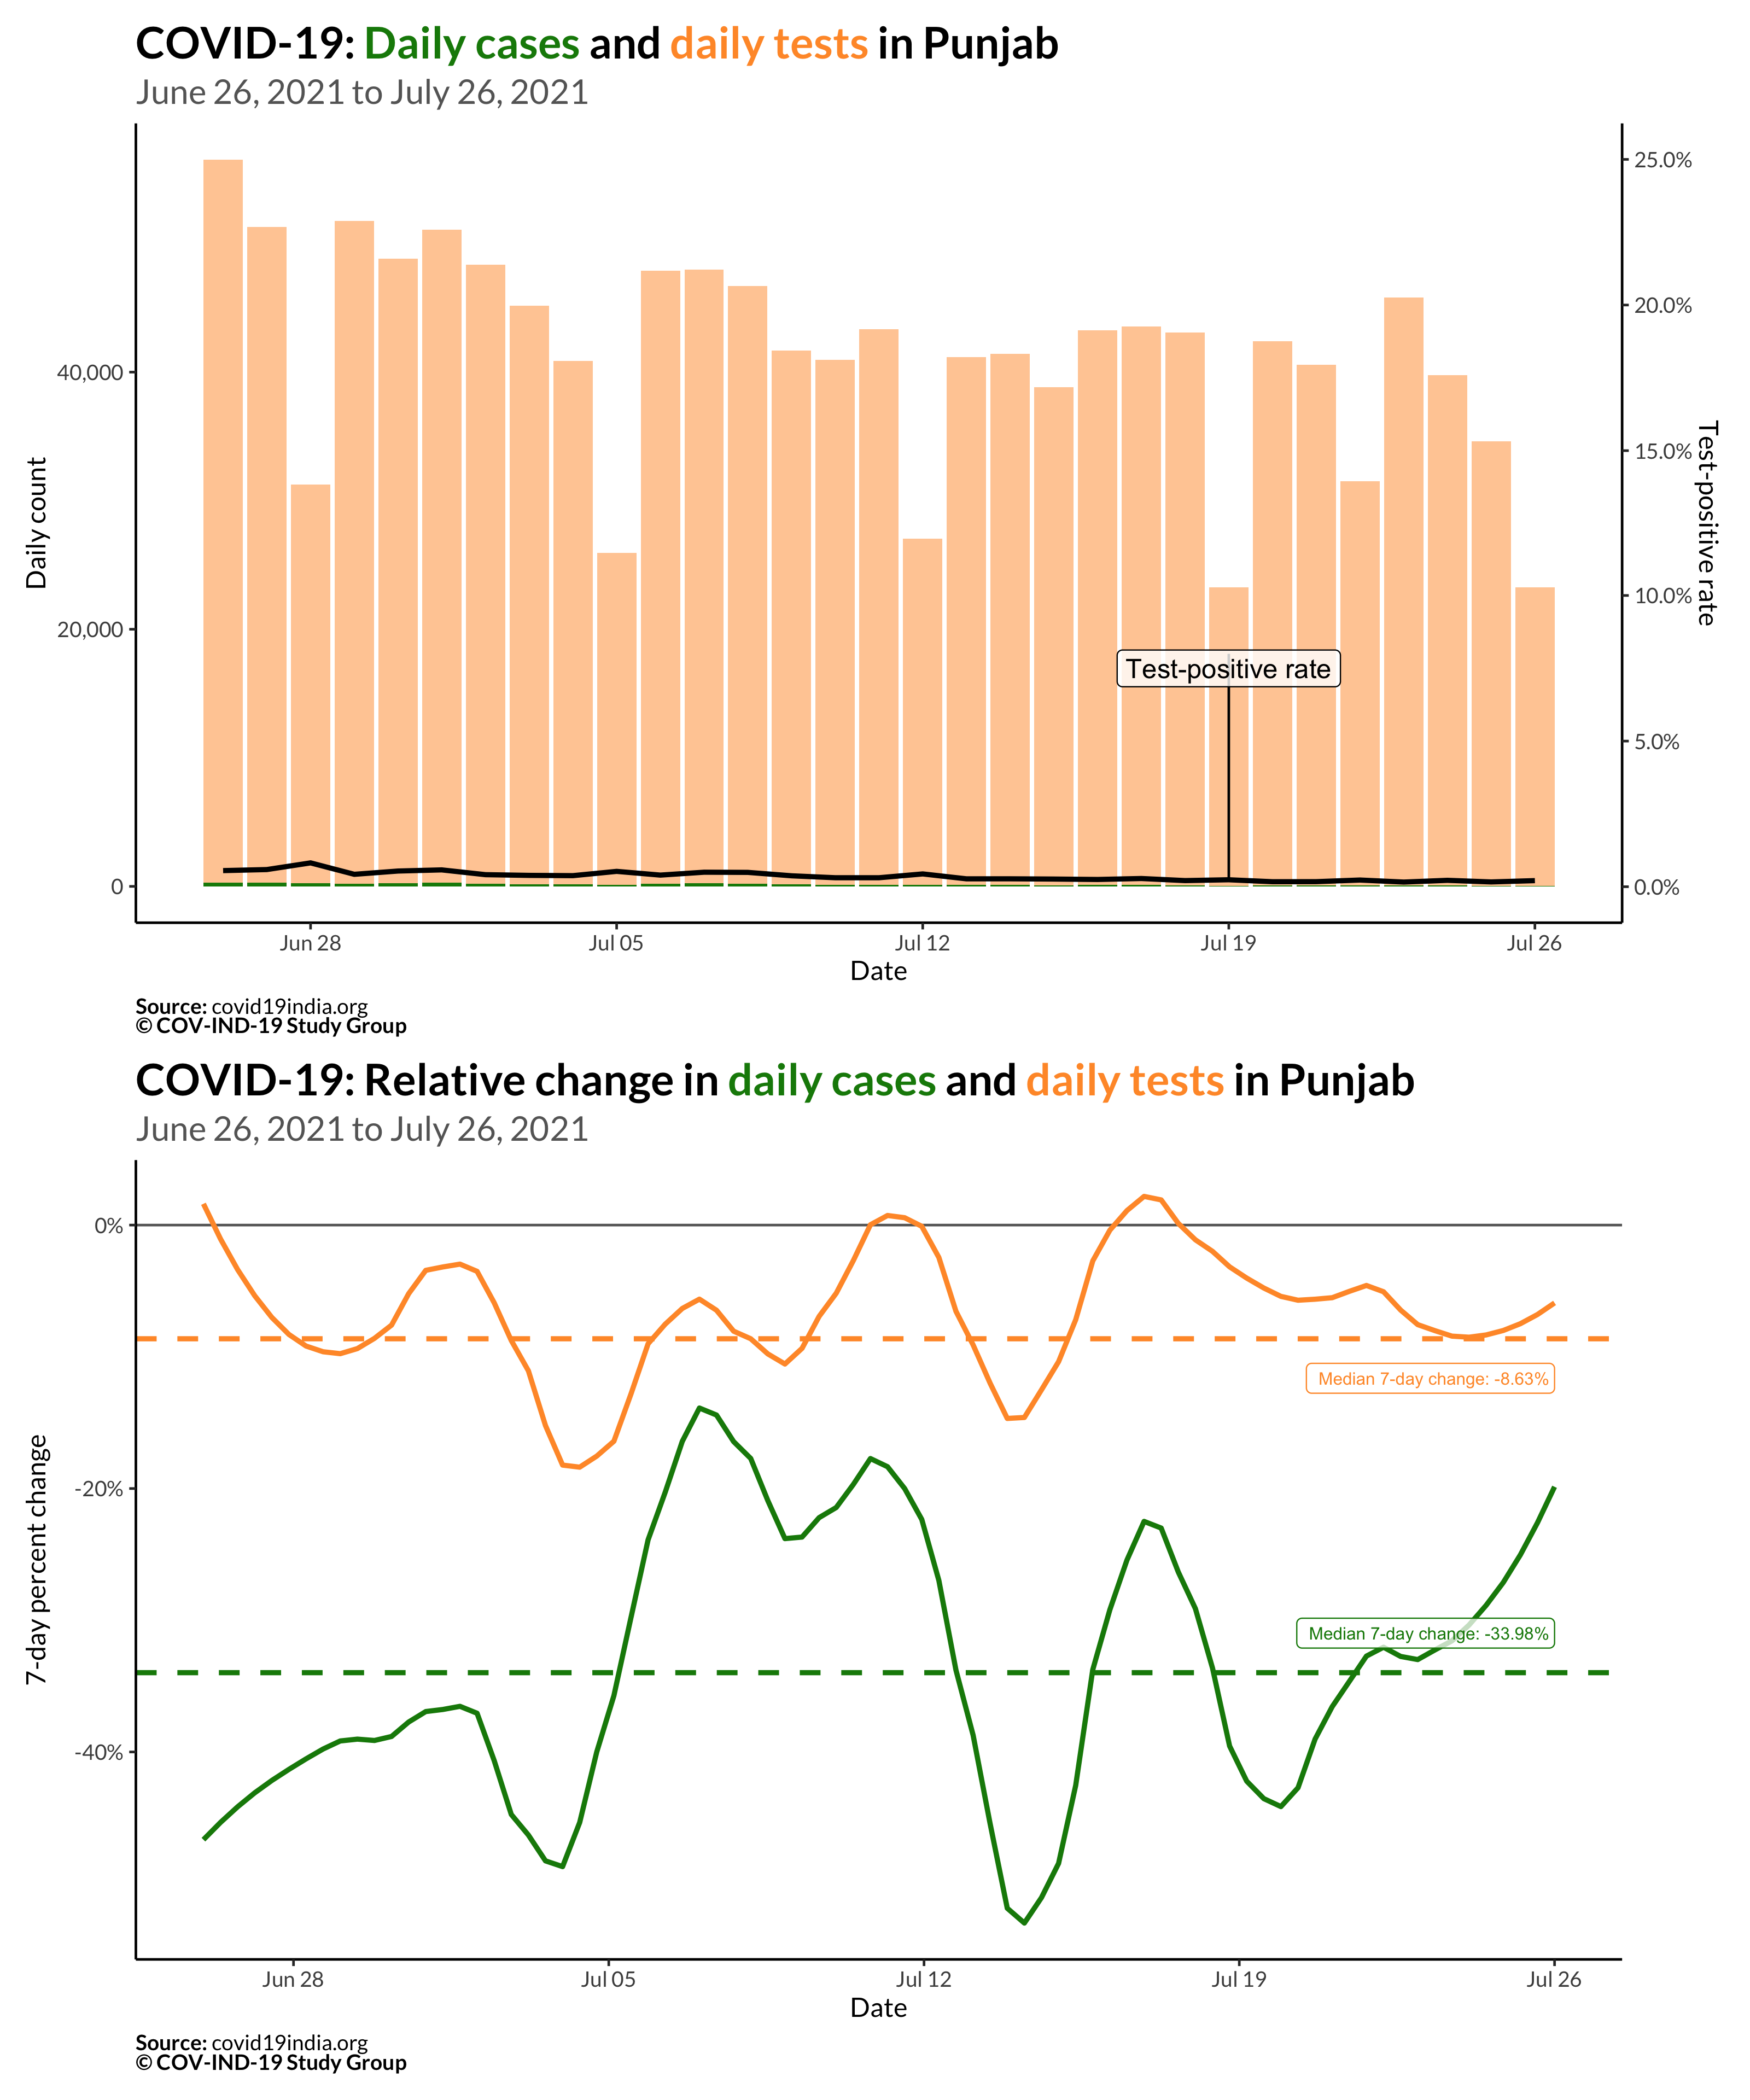 COVID-19: Daily cases and daily tests in Punjab
June 26, 2021 to July 26, 2021
25.0%
20.0%
40,000
15.0%
Daily count
Test-positive rate
10.0%
20,000
Test-positive rate
5.0%
0
0.0%
Jun 28 Jul 05 Jul 12 Jul 19 Jul 26
Date
Source: covid19india.org
© COV-IND-19 Study Group
COVID-19: Relative change in daily cases and daily tests in Punjab
June 26, 2021 to July 26, 2021
0%
Median 7-day change: -8.63%
-20%
7-day percent change
Median 7-day change: -33.98%
-40%
Jun 28 Jul 05 Jul 12 Jul 19 Jul 26
Date
Source: covid19india.org
© COV-IND-19 Study Group